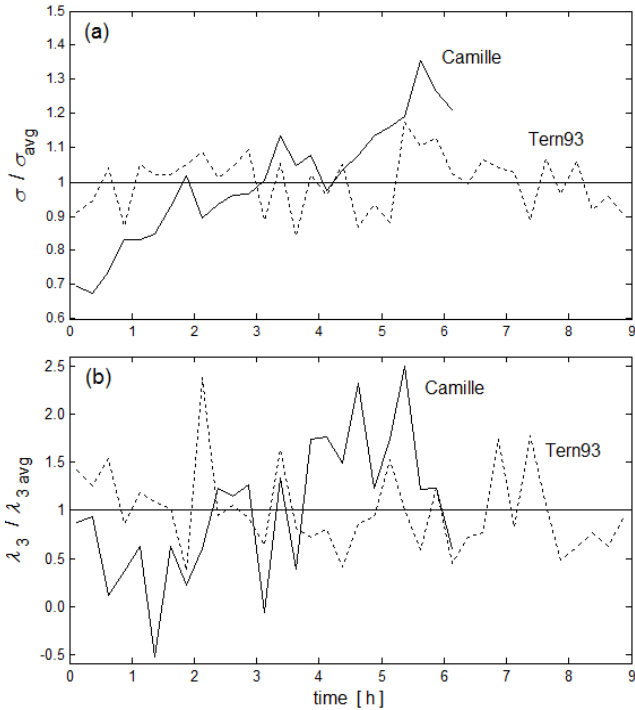 1.5
(a)
1.4
Camille
1.3
1.2
Tern93
1.1
1
0.9
0.8
0.7
0.6
σ / σavg
0 1 2 3 4 5 6 7 8 9
(b)
2.5
Camille
2.0
Tern93
1.5
1.0
0.5
0.0
-0.5
λ 3 / λ 3 avg
0 1 2 3 4 5 6 7 8 9
time [ h ]